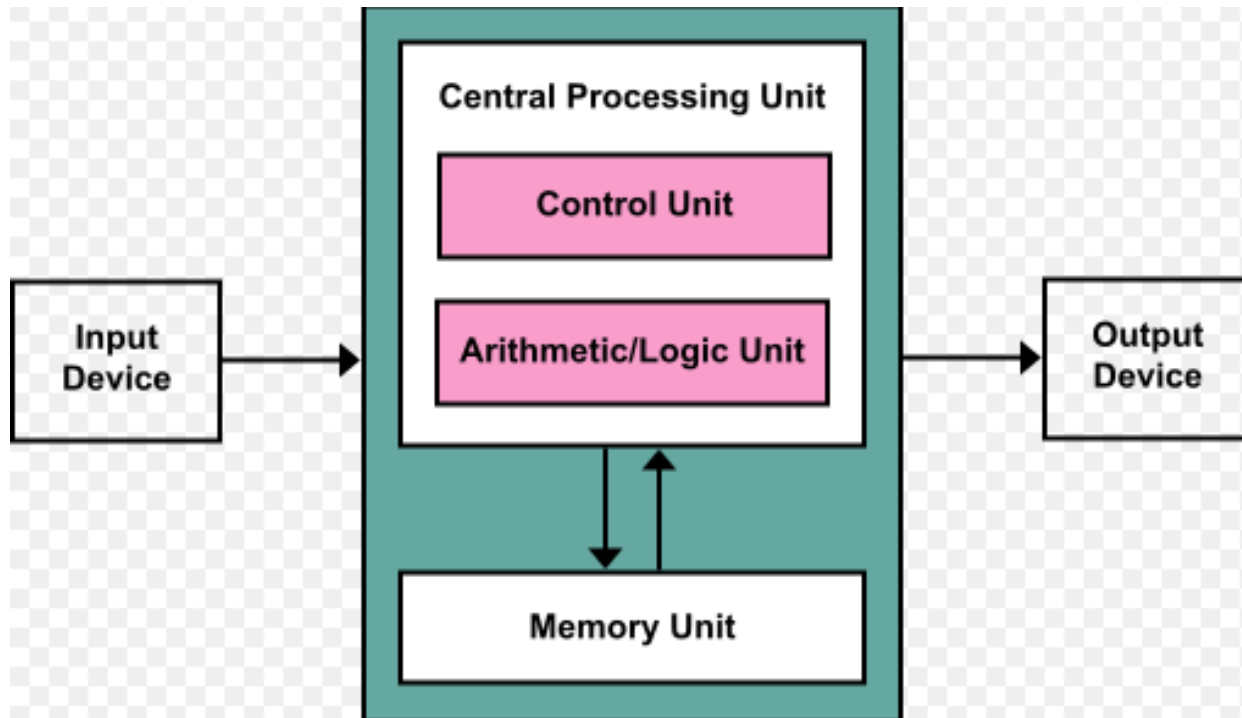 Central Processing Unit
Control Unit
Arithmetic/Logic Unit
Input
Device
Output
Device
Memory Unit